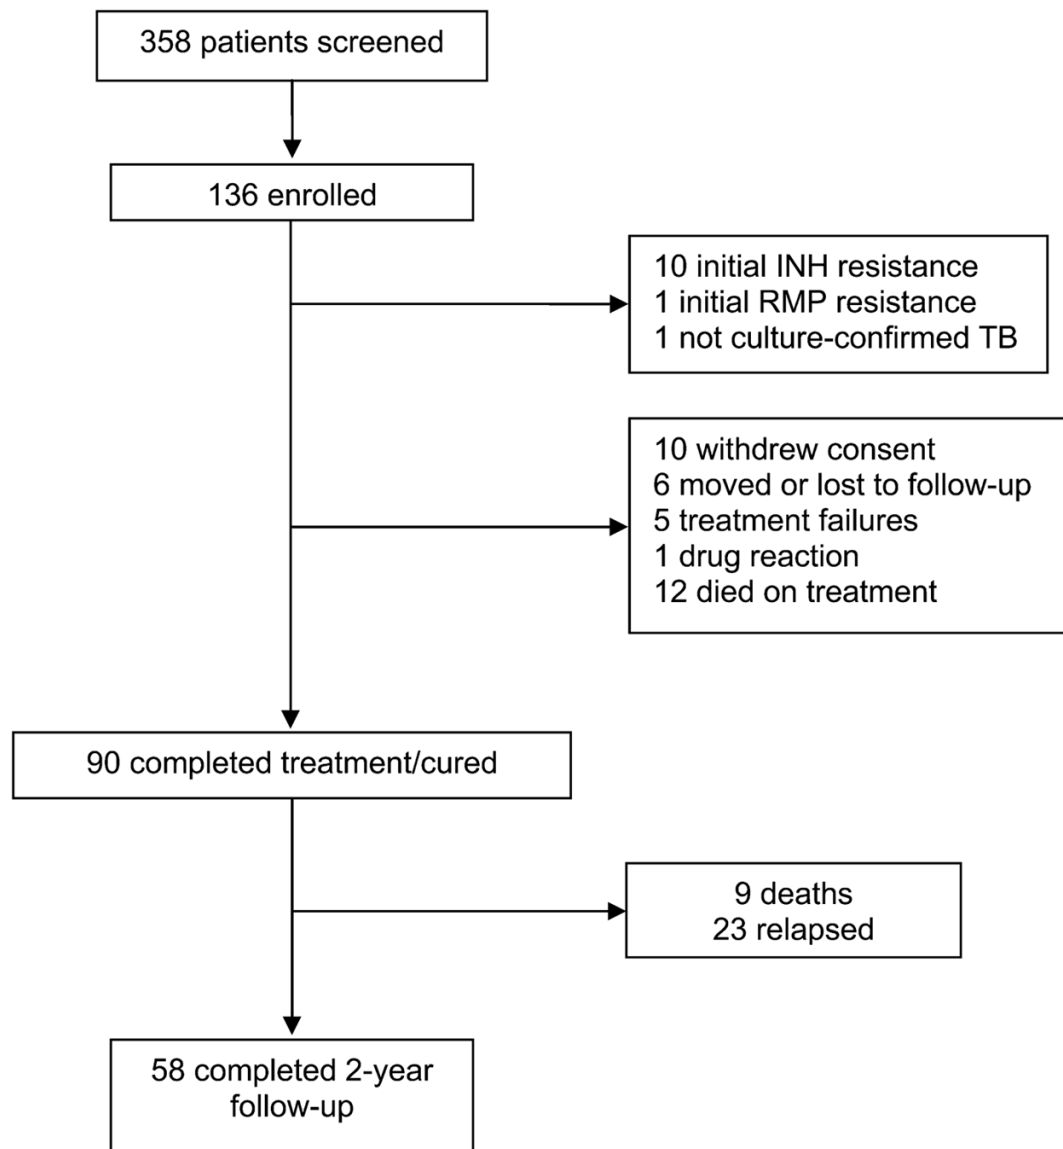 358 patients screened
136 enrolled
10 initial INH resistance
1 initial RMP resistance
1 not culture-confirmed TB
10 withdrew consent
6 moved or lost to follow-up
5 treatment failures
1 drug reaction
12 died on treatment
90 completed treatment/cured
9 deaths
23 relapsed
58 completed 2-year
follow-up